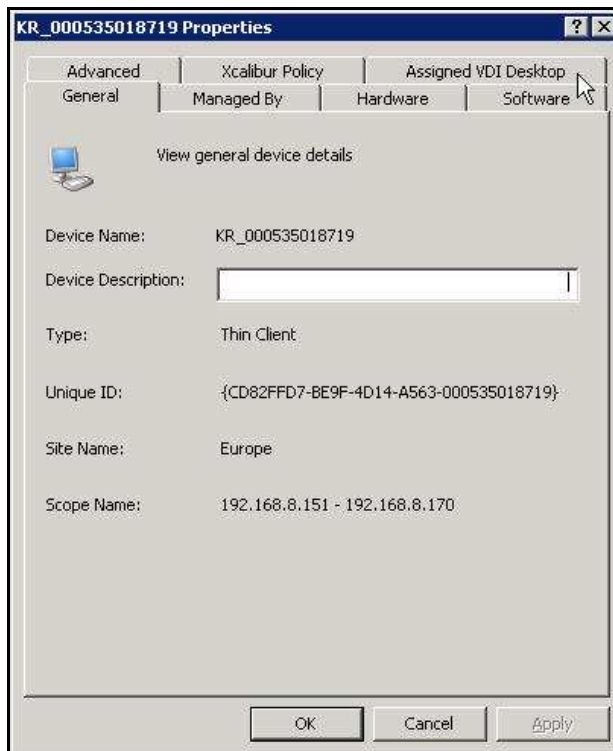 KR_000535018719 Properties
? X
Advanced Xcalibur Policy Assigned VDI Desktop
General Managed By Hardware Software
View general device details
Device Name: KR_000535018719
Device Description:
Type: Thin Client
Unique ID: {CD82FFD7-BE9F-4D14-A563-000535018719}
Site Name: Europe
Scope Name: 192.168.8.151 - 192.168.8.170
OK Cancel Apply